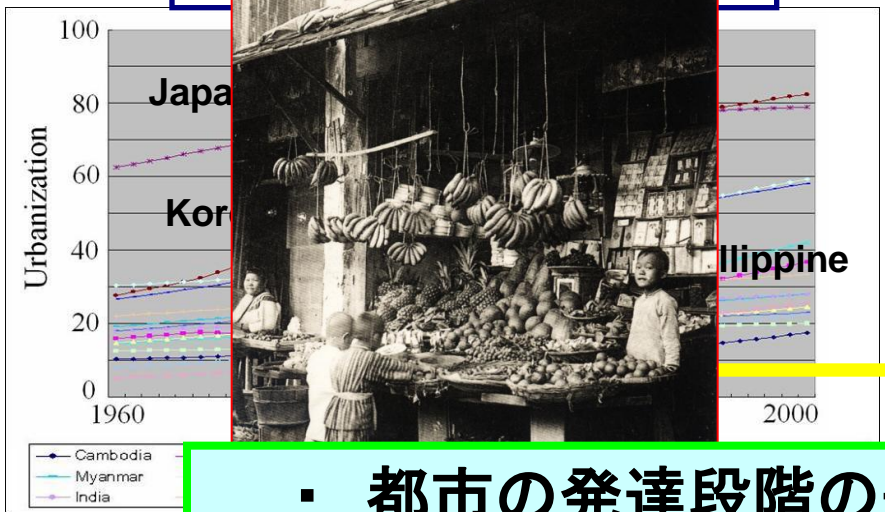 100
80
60
40
20
0
Urbanization
Japa
Kor
llippine
1960
2000
Cambodia
Myanmar
India
▪ 都市の発達段階の